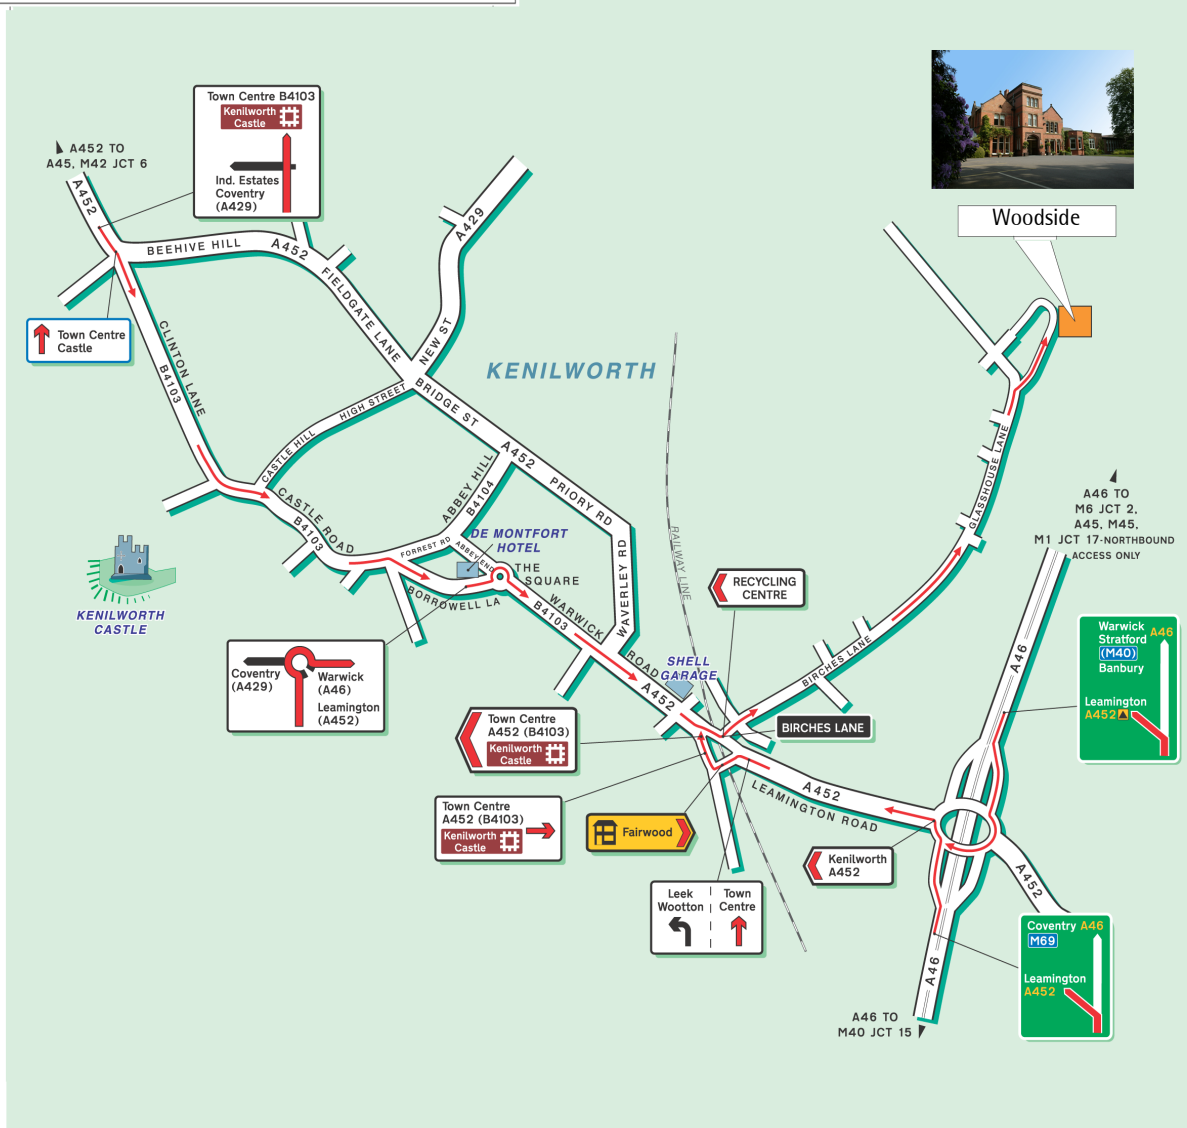 Town Centre B4103
Kenilworth
Castle
Ind. Estates
Coventry
(A429)
A452 TO
A45, M42 JCT 6
A452
BEEHIVE HILL
A452
A429
Woodside
Town Centre
Castle
CLINTON LANE
B4103
FIELDGATE LANE
NEW ST
KENILWORTH
HIGH STREET
BRIDGE ST
CASTLE HILL
A452
PRIORY RD
ABBEY HILL
B4104
GLASSHOUSE LANE
CASTLE ROAD
B4103
A46 TO
M6 JCT 2,
A45, M45,
M1 JCT 17-NORTHBOUND
ACCESS ONLY
DE MONTFORT
HOTEL
FORREST RD
ABBEY END
THE
SQUARE
BORROWELL LA
WAVERLEY RD
RAILWAY LINE
RECYCLING
CENTRE
KENILWORTH
CASTLE
B4103
WARWICK
ROAD
SHELL
GARAGE
A452
BIRCHES LANE
A46
Warwick
Stratford
(M40)
Banbury
A46
Leamington
A452
Coventry
(A429)
Warwick
(A46)
Leamington
(A452)
Town Centre
A452 (B4103)
Kenilworth
Castle
BIRCHES LANE
Town Centre
A452 (B4103)
Kenilworth
Castle
Fairwood
A452
LEAMINGTON ROAD
Kenilworth
A452
A452
Leek
Wootton
Town
Centre
Coventry A46
M69
Leamington
A452
A46
A46 TO
M40 JCT 15